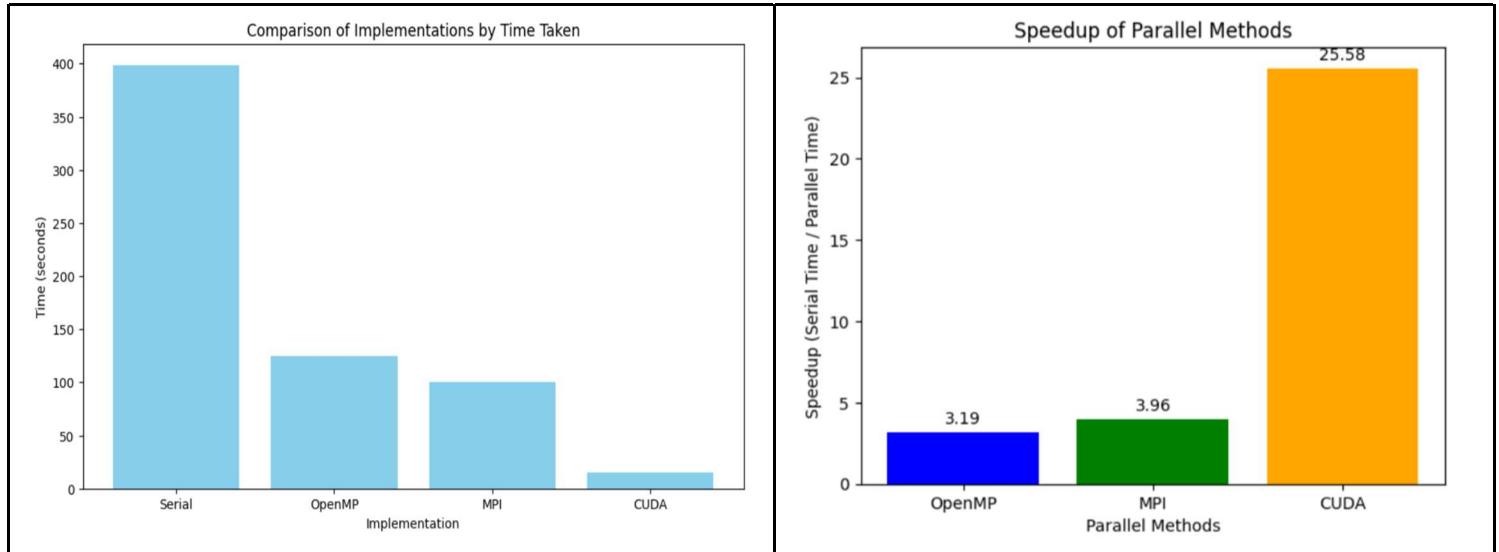 Comparison of Implementations by Time Taken
400
350
300
250
200
150
100
50
0
Time (seconds)
Serial OpenMP MPI CUDA
Implementation
Speedup of Parallel Methods
25
20
15
10
5
0
Speedup (Serial Time / Parallel Time)
3.19
3.96
25.58
OpenMP MPI CUDA
Parallel Methods